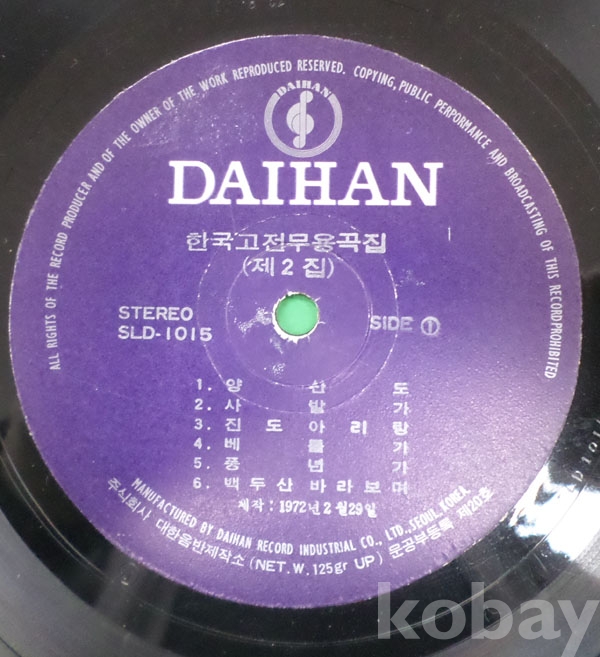 ALL RIGHTS OF THE RECORD PRODUCER AND OF THE OWNER OF THE WORK REPRODUCED RESERVED. COPYING, PUBLIC PERPORMANCE AND BROADCASTING OF THIS RECORDPROHIBITED
DAIHAN
DAIHAN
한국고전무용곡집
(제2집)
STEREO
SLD-1015
SIDE ①
1. 양산도
2. 사발가
3. 진도아리랑
4. 베틀가
5. 풍년가
6. 백두산바라보며
제작: 1972년 2월 29일
MANUFACTURED BY DAIHAN RECORD INDUSTRIAL CO., LTD., SEOUL, KOREA.
주식회사 대한음반제작소 (NET.W. 125gr UP) 문공부등록 제20호
kobay